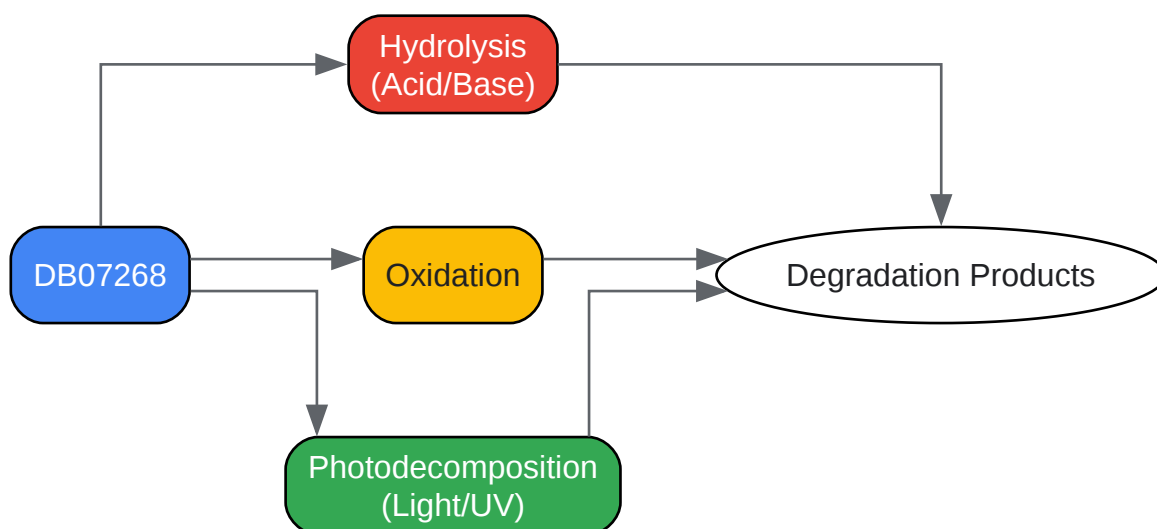 Hydrolysis
(Acid/Base)
DB07268
Oxidation
Degradation Products
Photodecomposition
(Light/UV)